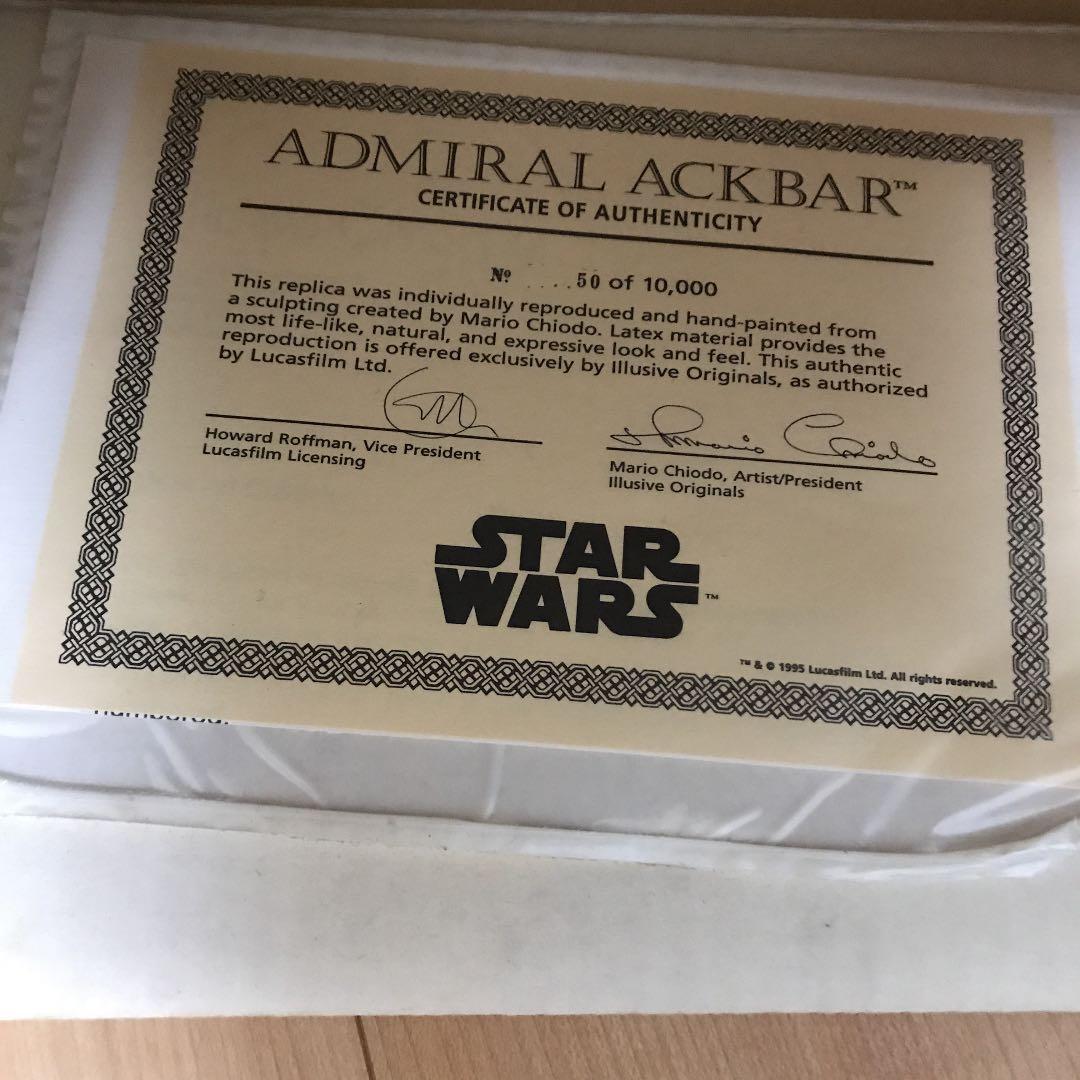 ADMIRAL ACKBAR™
CERTIFICATE OF AUTHENTICITY
Nº ....50 of 10,000
This replica was individually reproduced and hand-painted from
a sculpting created by Mario Chiodo. Latex material provides the
most life-like, natural, and expressive look and feel. This authentic
reproduction is offered exclusively by Illusive Originals, as authorized
by Lucasfilm Ltd.
Howard Roffman, Vice President
Lucasfilm Licensing
Mario Chiodo
Mario Chiodo, Artist/President
Illusive Originals
STAR
WARS™
™ & © 1995 Lucasfilm Ltd. All rights reserved.